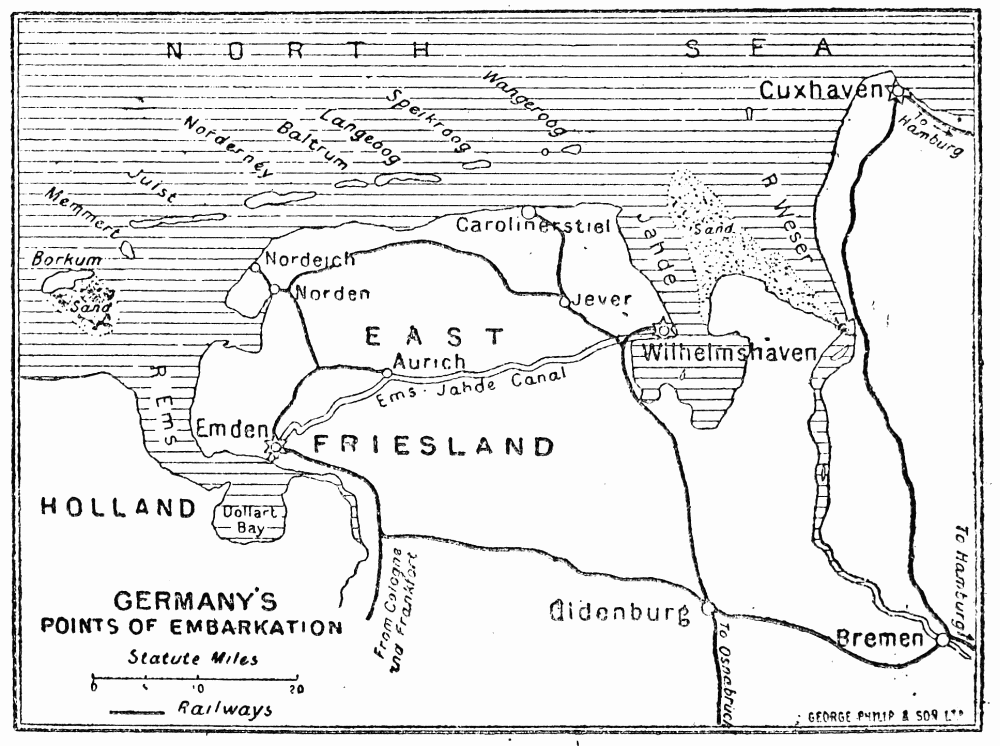 NORTH SEA
Cuxhaven
To Hamburg
Wangeroog
Speikroog
Langeoog
Baltrum
Norderney
Juist
Memmert
Borkum
Sand
R Weser
Sand
Jahde
Carolinerstiel
Nordeich
Norden
Jever
EAST
Aurich
Wilhelmshaven
Ems-Jahde Canal
R Ems
Emden
FRIESLAND
HOLLAND
Dollart
Bay
From Cologne
and Frankfort
To Hamburg
GERMANY'S
POINTS OF EMBARKATION
Oldenburg
Bremen
To Osnabruck
Statute Miles
0 10 20
Railways
GEORGE PHILIP & SON LTD